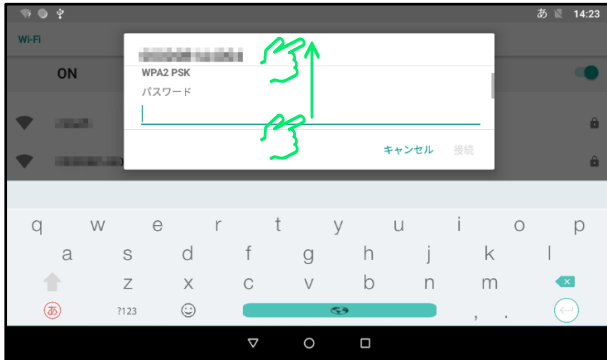 あ 14:23
Wi-Fi
ON
WPA2 PSK
パスワード
キャンセル 接続
q w e r t y u i o p
a s d f g h j k l
z x c v b n m
あ ?123 , .